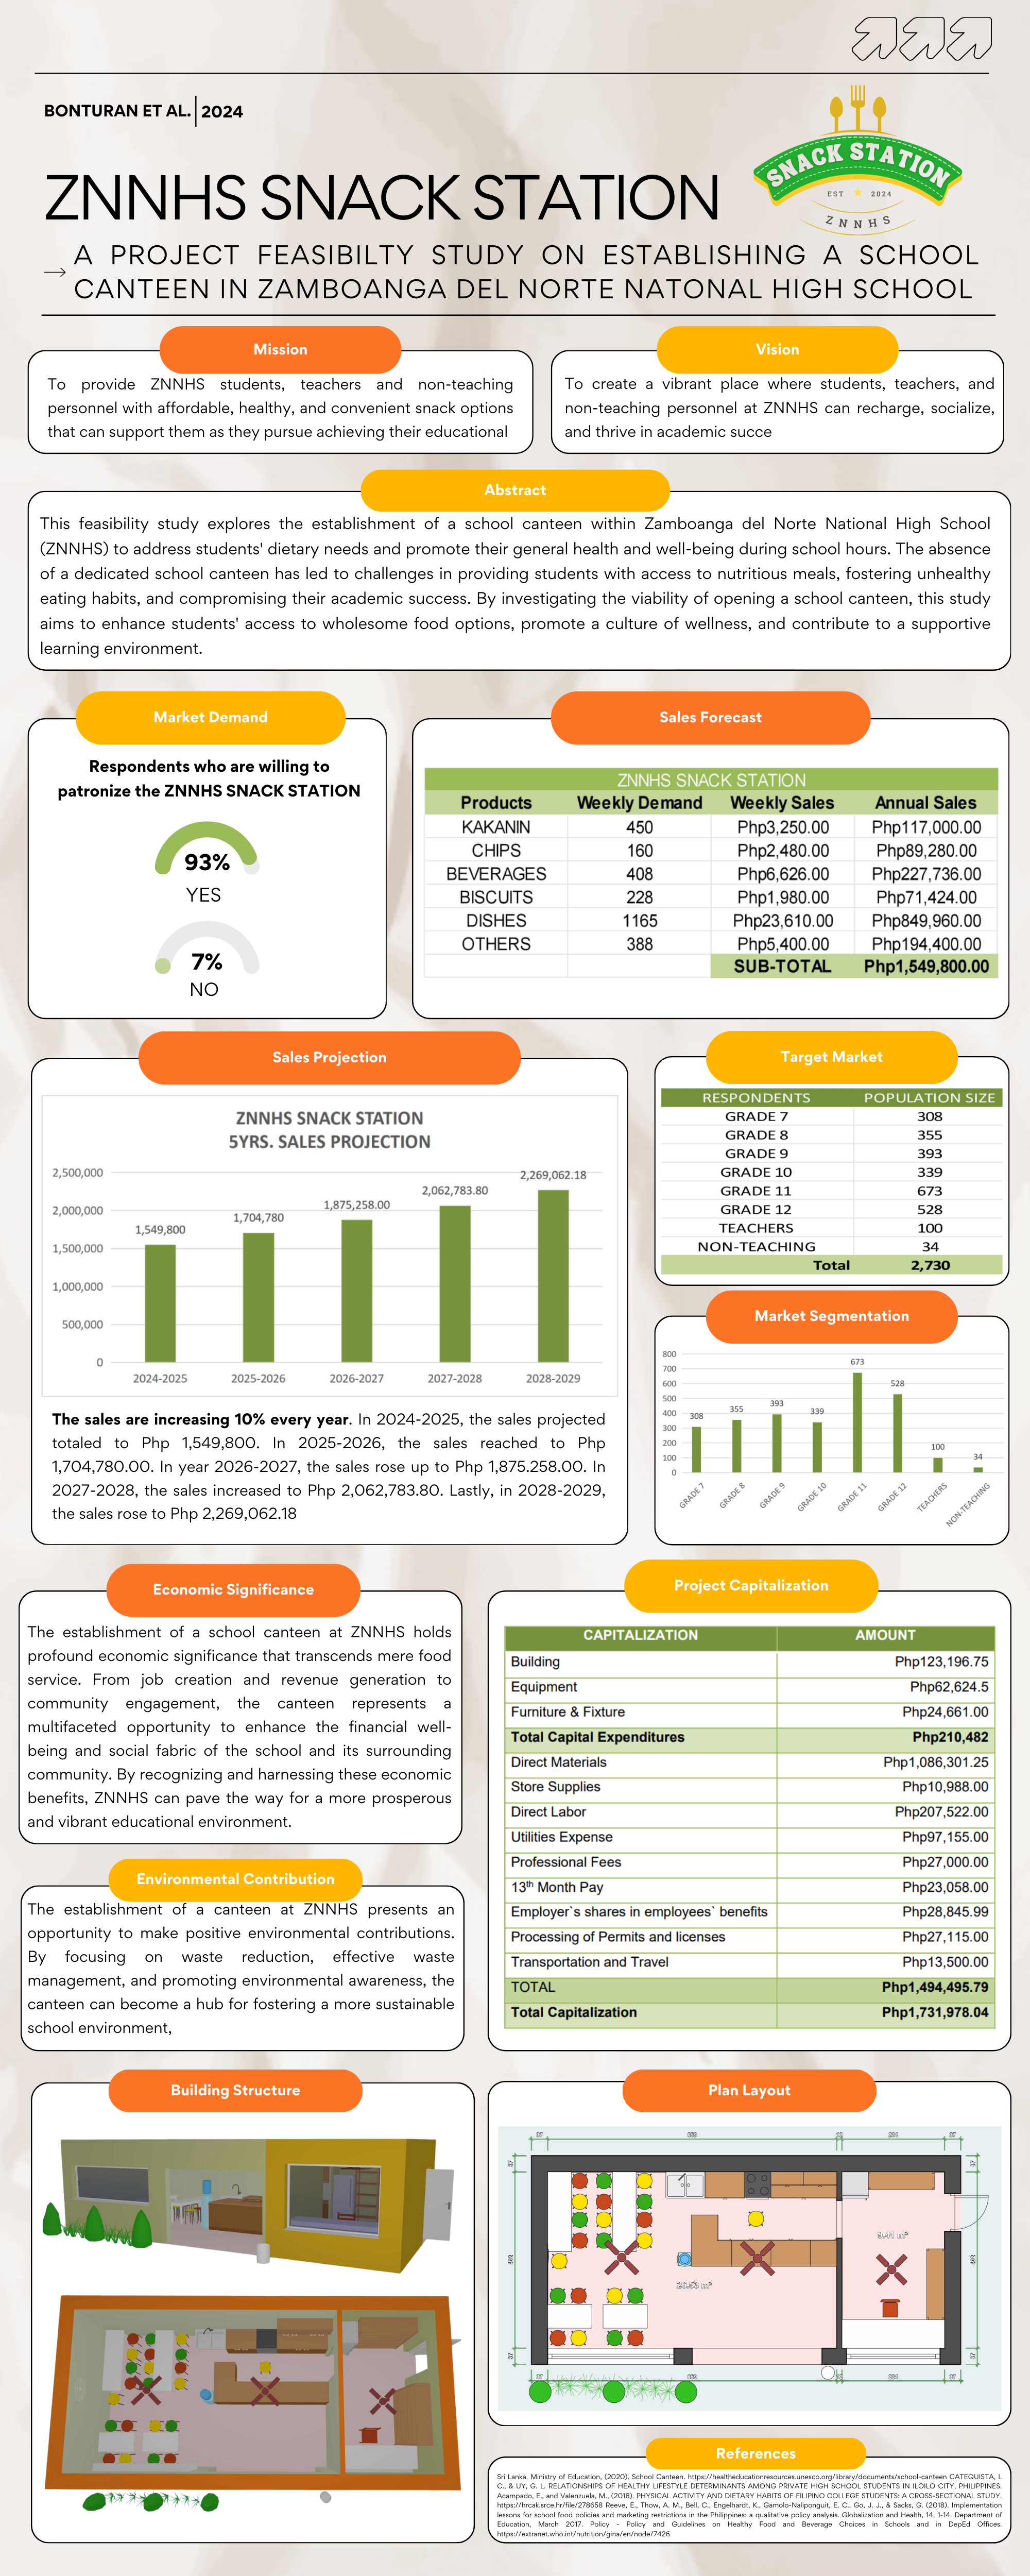 BONTURAN ET AL. 2024
SNACK STATION
EST 2024
ZNNHS
ZNNHS SNACK STATION
A PROJECT FEASIBILTY STUDY ON ESTABLISHING A SCHOOL
CANTEEN IN ZAMBOANGA DEL NORTE NATONAL HIGH SCHOOL
Mission
To provide ZNNHS students, teachers and non-teaching
personnel with affordable, healthy, and convenient snack options
that can support them as they pursue achieving their educational
Vision
To create a vibrant place where students, teachers, and
non-teaching personnel at ZNNHS can recharge, socialize,
and thrive in academic succe
Abstract
This feasibility study explores the establishment of a school canteen within Zamboanga del Norte National High School
(ZNNHS) to address students' dietary needs and promote their general health and well-being during school hours. The absence
of a dedicated school canteen has led to challenges in providing students with access to nutritious meals, fostering unhealthy
eating habits, and compromising their academic success. By investigating the viability of opening a school canteen, this study
aims to enhance students' access to wholesome food options, promote a culture of wellness, and contribute to a supportive
learning environment.
Market Demand
Respondents who are willing to
patronize the ZNNHS SNACK STATION
93%
YES
7%
NO
Sales Forecast
ZNNHS SNACK STATION
Products Weekly Demand Weekly Sales Annual Sales
KAKANIN 450 Php3,250.00 Php117,000.00
CHIPS 160 Php2,480.00 Php89,280.00
BEVERAGES 408 Php6,626.00 Php227,736.00
BISCUITS 228 Php1,980.00 Php71,424.00
DISHES 1165 Php23,610.00 Php849,960.00
OTHERS 388 Php5,400.00 Php194,400.00
SUB-TOTAL Php1,549,800.00
Sales Projection
ZNNHS SNACK STATION
5YRS. SALES PROJECTION
2,500,000
2,000,000
1,500,000
1,000,000
500,000
0
1,549,800
1,704,780
1,875,258.00
2,062,783.80
2,269,062.18
2024-2025 2025-2026 2026-2027 2027-2028 2028-2029
The sales are increasing 10% every year. In 2024-2025, the sales projected
totaled to Php 1,549,800. In 2025-2026, the sales reached to Php
1,704,780.00. In year 2026-2027, the sales rose up to Php 1,875.258.00. In
2027-2028, the sales increased to Php 2,062,783.80. Lastly, in 2028-2029,
the sales rose to Php 2,269,062.18
Target Market
RESPONDENTS POPULATION SIZE
GRADE 7 308
GRADE 8 355
GRADE 9 393
GRADE 10 339
GRADE 11 673
GRADE 12 528
TEACHERS 100
NON-TEACHING 34
Total 2,730
Market Segmentation
800
700
600
500
400
300
200
100
0
308 355 393 339 673 528 100 34
GRADE 7 GRADE 8 GRADE 9 GRADE 10 GRADE 11 GRADE 12 TEACHERS NON-TEACHING
Economic Significance
The establishment of a school canteen at ZNNHS holds
profound economic significance that transcends mere food
service. From job creation and revenue generation to
community engagement, the canteen represents a
multifaceted opportunity to enhance the financial well-
being and social fabric of the school and its surrounding
community. By recognizing and harnessing these economic
benefits, ZNNHS can pave the way for a more prosperous
and vibrant educational environment.
Environmental Contribution
The establishment of a canteen at ZNNHS presents an
opportunity to make positive environmental contributions.
By focusing on waste reduction, effective waste
management, and promoting environmental awareness, the
canteen can become a hub for fostering a more sustainable
school environment,
Project Capitalization
CAPITALIZATION AMOUNT
Building Php123,196.75
Equipment Php62,624.5
Furniture & Fixture Php24,661.00
Total Capital Expenditures Php210,482
Direct Materials Php1,086,301.25
Store Supplies Php10,988.00
Direct Labor Php207,522.00
Utilities Expense Php97,155.00
Professional Fees Php27,000.00
13th Month Pay Php23,058.00
Employer`s shares in employees` benefits Php28,845.99
Processing of Permits and licenses Php27,115.00
Transportation and Travel Php13,500.00
TOTAL Php1,494,495.79
Total Capitalization Php1,731,978.04
Building Structure
Plan Layout
References
Sri Lanka. Ministry of Education, (2020). School Canteen. https://healtheducationresources.unesco.org/library/documents/school-canteen CATEQUISTA, I.
C., & UY, G. L. RELATIONSHIPS OF HEALTHY LIFESTYLE DETERMINANTS AMONG PRIVATE HIGH SCHOOL STUDENTS IN ILOILO CITY, PHILIPPINES.
Acampado, E., and Valenzuela, M., (2018). PHYSICAL ACTIVITY AND DIETARY HABITS OF FILIPINO COLLEGE STUDENTS: A CROSS-SECTIONAL STUDY.
https://hrcak.srce.hr/file/278658 Reeve, E., Thow, A. M., Bell, C., Engelhardt, K., Gamolo-Naliponguit, E. C., Go, J. J., & Sacks, G. (2018). Implementation
lessons for school food policies and marketing restrictions in the Philippines: a qualitative policy analysis. Globalization and Health, 14, 1-14. Department of
Education, March 2017. Policy - Policy and Guidelines on Healthy Food and Beverage Choices in Schools and in DepEd Offices.
https://extranet.who.int/nutrition/gina/en/node/7426